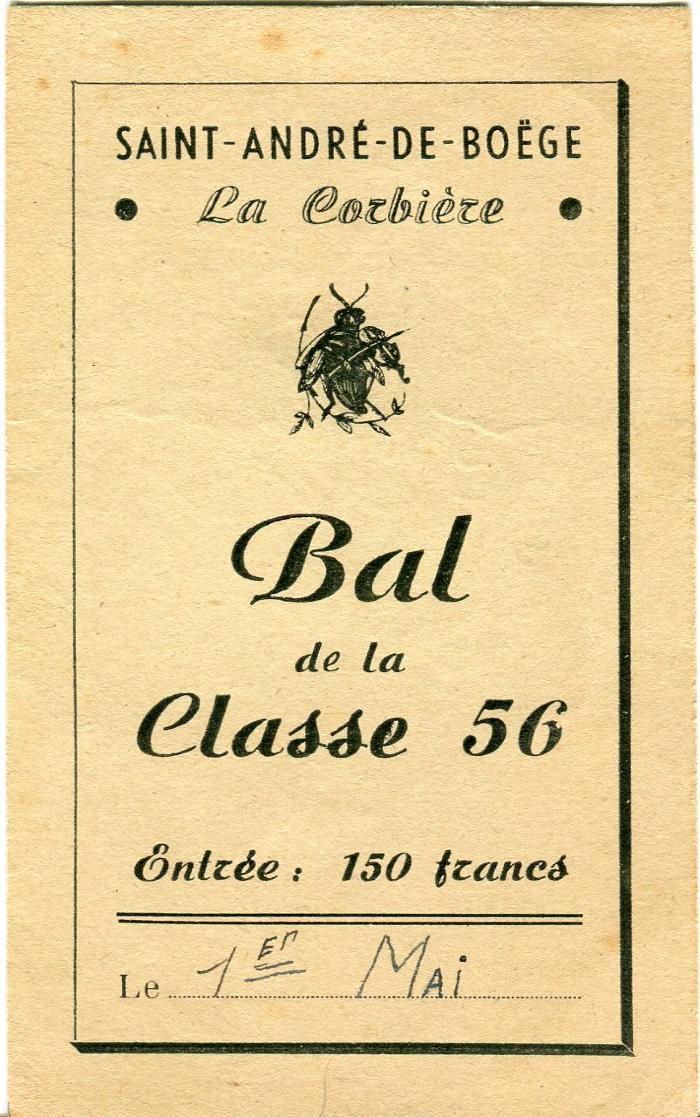 SAINT-ANDRÉ-DE-BOËGE
• La Corbière •
Bal
de la
Classe 56
Entrée : 150 francs
Le 1er Mai